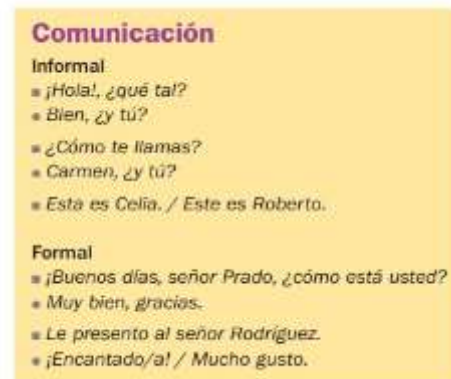 Comunicación
Informal
■ ¡Hola!, ¿qué tal?
● Bien, ¿y tú?
■ ¿Cómo te llamas?
● Carmen, ¿y tú?
■ Esta es Celia. / Este es Roberto.
Formal
■ ¡Buenos días, señor Prado, ¿cómo está usted?
● Muy bien, gracias.
■ Le presento al señor Rodríguez.
● ¡Encantado/a! / Mucho gusto.